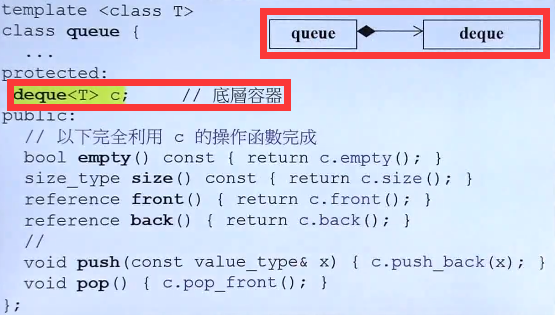 template <class T>
class queue {
...
protected:
deque<T> c; // 底層容器
public:
// 以下完全利用 c 的操作函數完成
bool empty() const { return c.empty(); }
size_type size() const { return c.size(); }
reference front() { return c.front(); }
reference back() { return c.back(); }
//
void push(const value_type& x) { c.push_back(x); }
void pop() { c.pop_front(); }
};
queue
deque